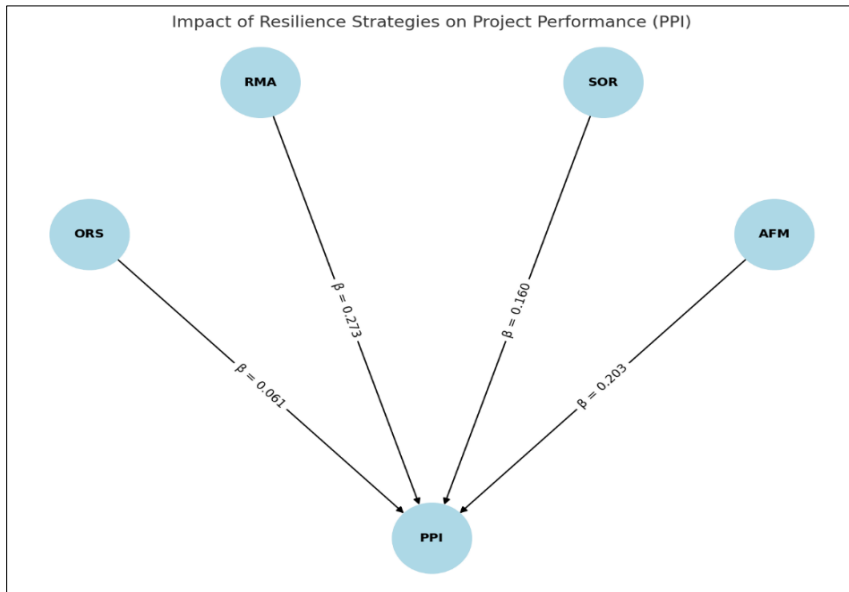 Impact of Resilience Strategies on Project Performance (PPI)
RMA
SOR
ORS
AFM
β = 0.273
β = 0.160
β = 0.061
β = 0.203
PPI